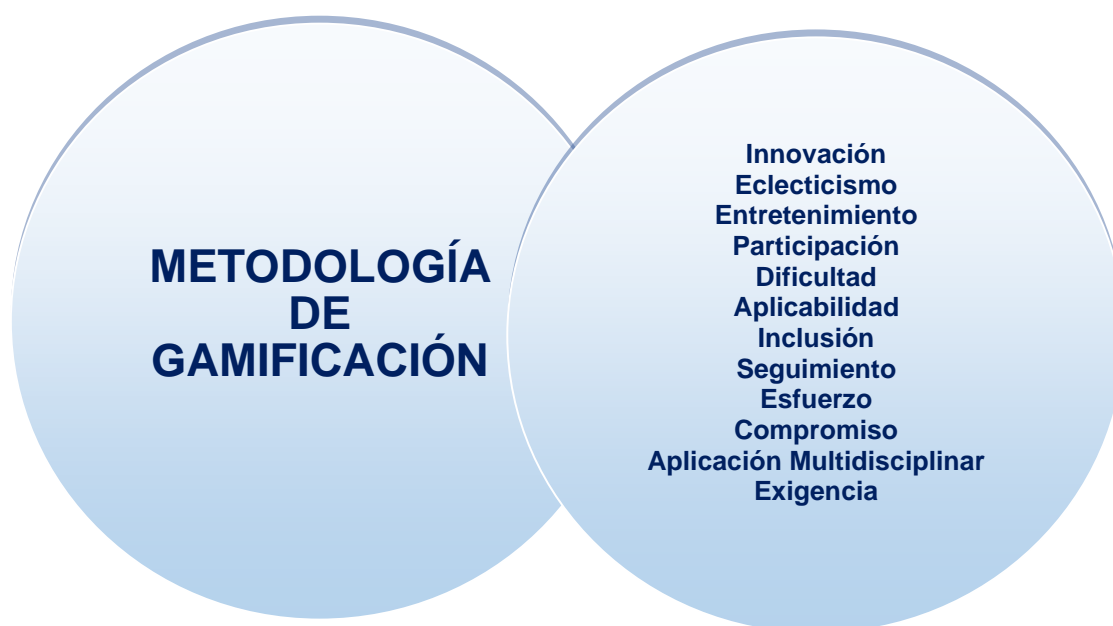 METODOLOGÍA
DE
GAMIFICACIÓN
Innovación
Eclecticismo
Entretenimiento
Participación
Dificultad
Aplicabilidad
Inclusión
Seguimiento
Esfuerzo
Compromiso
Aplicación Multidisciplinar
Exigencia